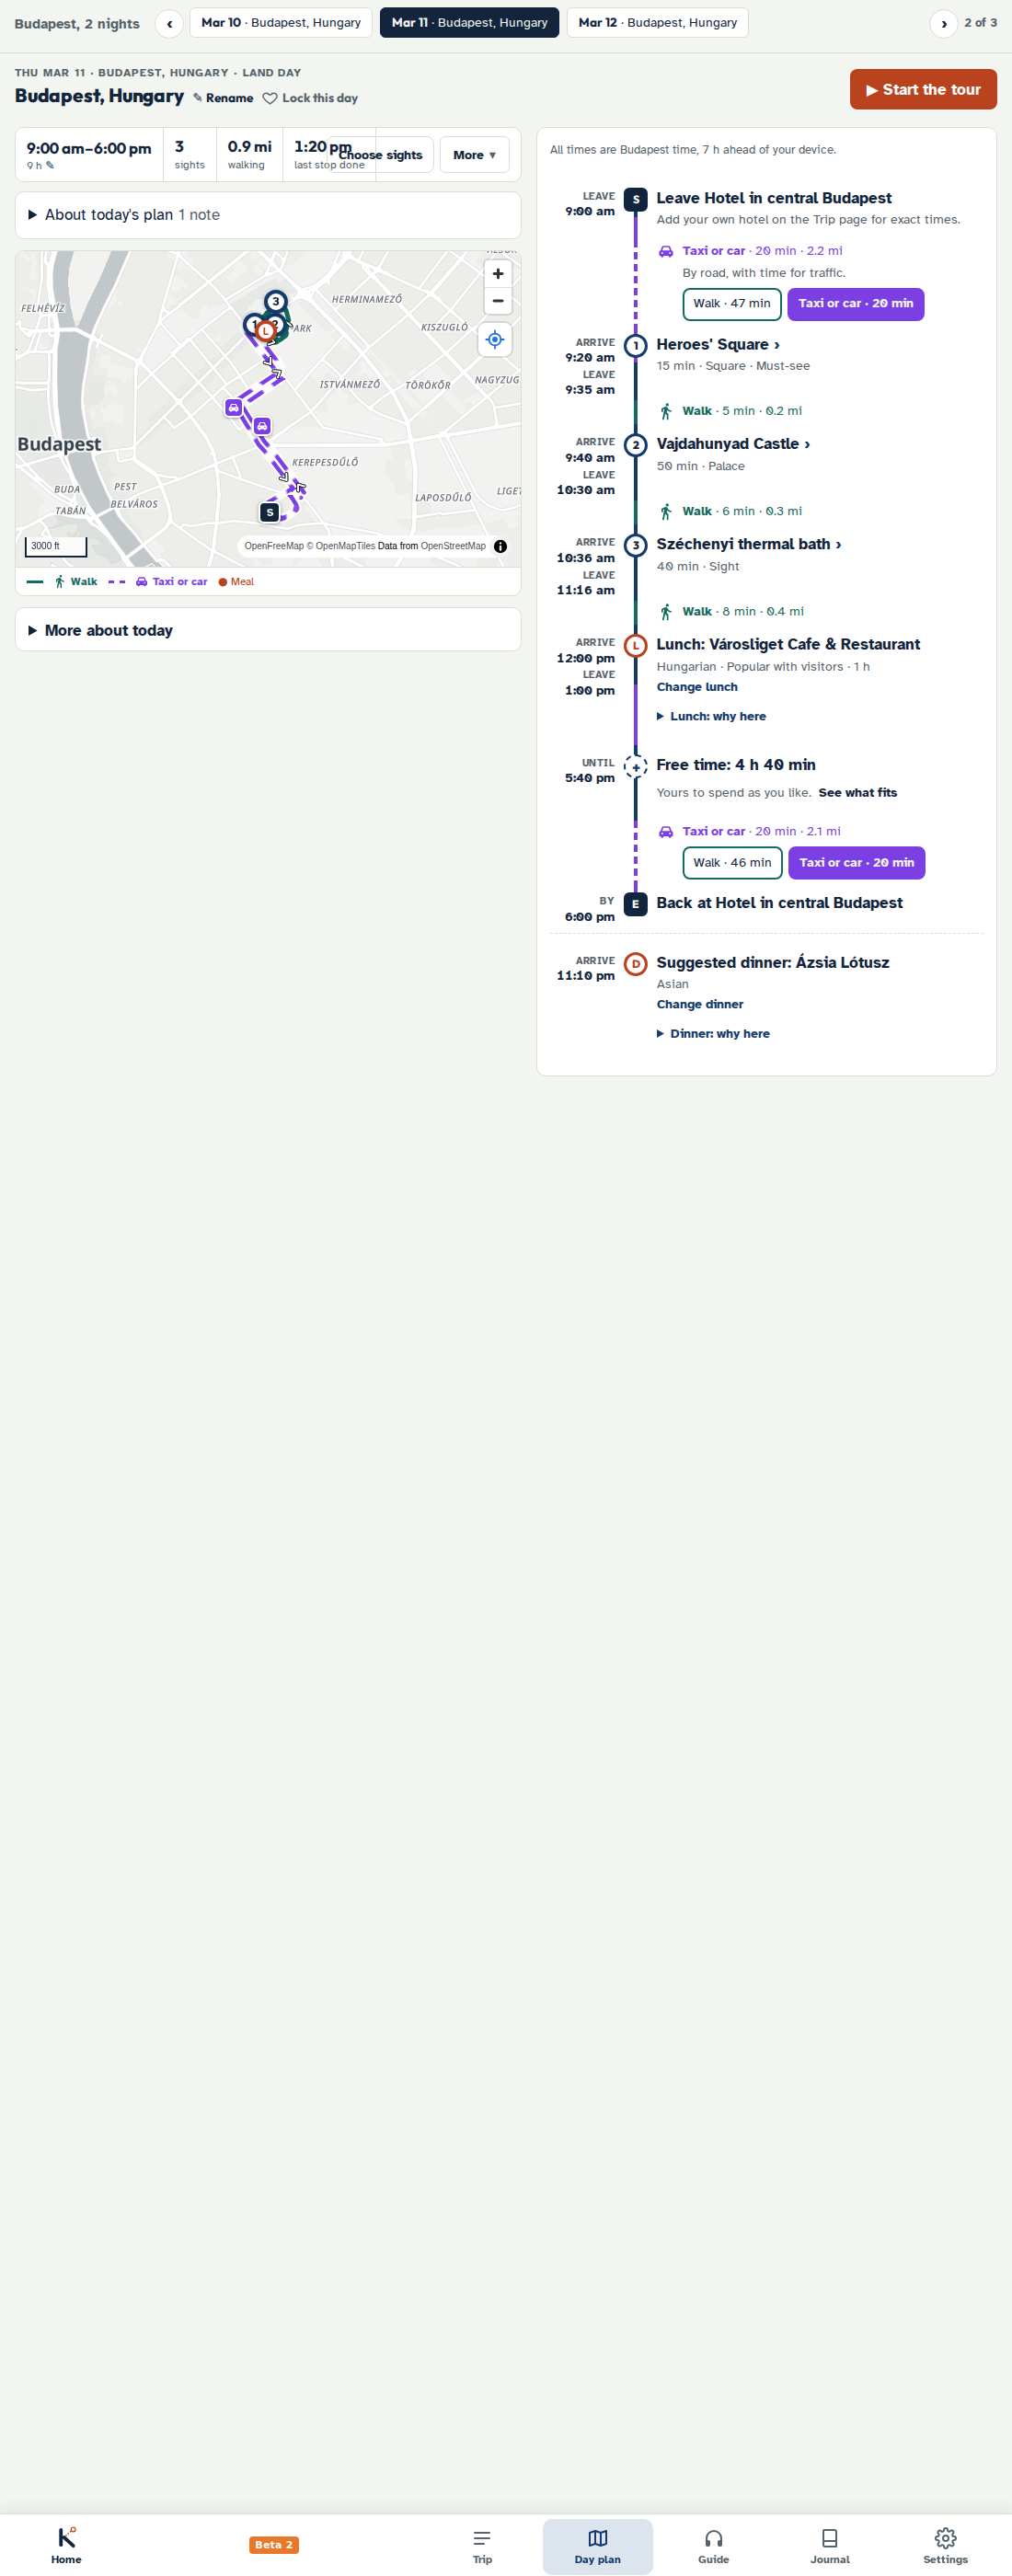 Budapest, 2 nights
‹
Mar 10 · Budapest, Hungary
Mar 11 · Budapest, Hungary
Mar 12 · Budapest, Hungary
›
2 of 3
THU MAR 11 · BUDAPEST, HUNGARY · LAND DAY
Budapest, Hungary ✎ Rename Lock this day
▶ Start the tour
9:00 am–6:00 pm
9 h ✎
3
sights
0.9 mi
walking
1:20 pm
last stop done
Choose sights
More ▼
▶ About today's plan 1 note
FELHÉVÍZ
HERMINAMEZŐ
KISZUGLÓ
3
1
2
L
ARK
ISTVÁNMEZŐ
TÖRÖKŐR
NAGYZUG
Budapest
KEREPESDŰLŐ
BUDA
PEST
TABÁN
BELVÁROS
LAPOSDŰLŐ
LIGET
S
+
−
3000 ft
OpenFreeMap © OpenMapTiles Data from OpenStreetMap
Walk
Taxi or car
Meal
▶ More about today
All times are Budapest time, 7 h ahead of your device.
LEAVE
9:00 am
S
Leave Hotel in central Budapest
Add your own hotel on the Trip page for exact times.
Taxi or car · 20 min · 2.2 mi
By road, with time for traffic.
Walk · 47 min
Taxi or car · 20 min
ARRIVE
9:20 am
LEAVE
9:35 am
1
Heroes' Square ›
15 min · Square · Must-see
Walk · 5 min · 0.2 mi
ARRIVE
9:40 am
LEAVE
10:30 am
2
Vajdahunyad Castle ›
50 min · Palace
Walk · 6 min · 0.3 mi
ARRIVE
10:36 am
LEAVE
11:16 am
3
Széchenyi thermal bath ›
40 min · Sight
Walk · 8 min · 0.4 mi
ARRIVE
12:00 pm
LEAVE
1:00 pm
L
Lunch: Városliget Cafe & Restaurant
Hungarian · Popular with visitors · 1 h
Change lunch
▶ Lunch: why here
UNTIL
5:40 pm
+
Free time: 4 h 40 min
Yours to spend as you like. See what fits
Taxi or car · 20 min · 2.1 mi
Walk · 46 min
Taxi or car · 20 min
BY
6:00 pm
E
Back at Hotel in central Budapest
ARRIVE
11:10 pm
D
Suggested dinner: Ázsia Lótusz
Asian
Change dinner
▶ Dinner: why here
Home
Beta 2
Trip
Day plan
Guide
Journal
Settings